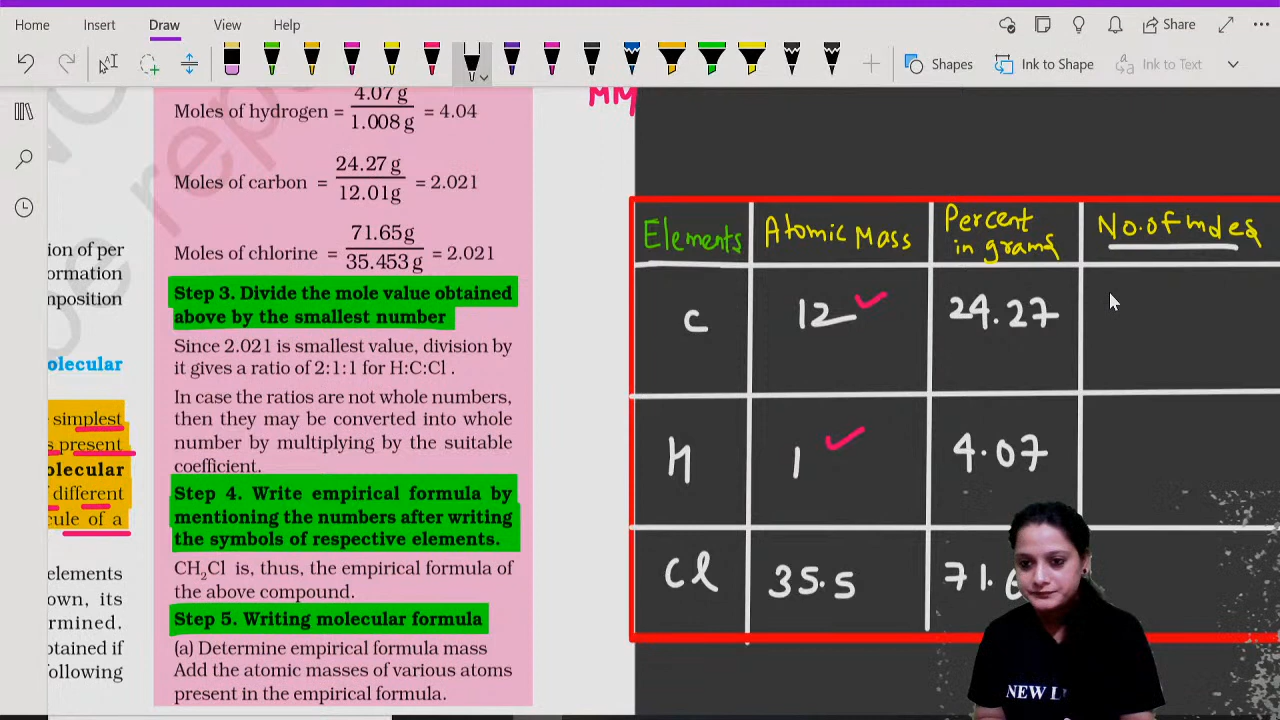 Home Insert Draw View Help Share
Shapes Ink to Shape Ink to Text
MM
Moles of hydrogen = 4.07 g / 1.008 g = 4.04
Moles of carbon = 24.27 g / 12.01g = 2.021
Moles of chlorine = 71.65g / 35.453 g = 2.021
Step 3. Divide the mole value obtained
above by the smallest number
Since 2.021 is smallest value, division by
it gives a ratio of 2:1:1 for H:C:Cl .
In case the ratios are not whole numbers,
then they may be converted into whole
number by multiplying by the suitable
coefficient.
Step 4. Write empirical formula by
mentioning the numbers after writing
the symbols of respective elements.
CH2Cl is, thus, the empirical formula of
the above compound.
Step 5. Writing molecular formula
(a) Determine empirical formula mass
Add the atomic masses of various atoms
present in the empirical formula.
ion of per
ormation
nposition
olecular
simplest
s present
olecular
different
cule of a
elements
own, its
rmined.
otained if
ollowing
Elements Atomic Mass Percent in grams No. of moles
C 12 24.27
H 1 4.07
Cl 35.5 71.6
NEW L